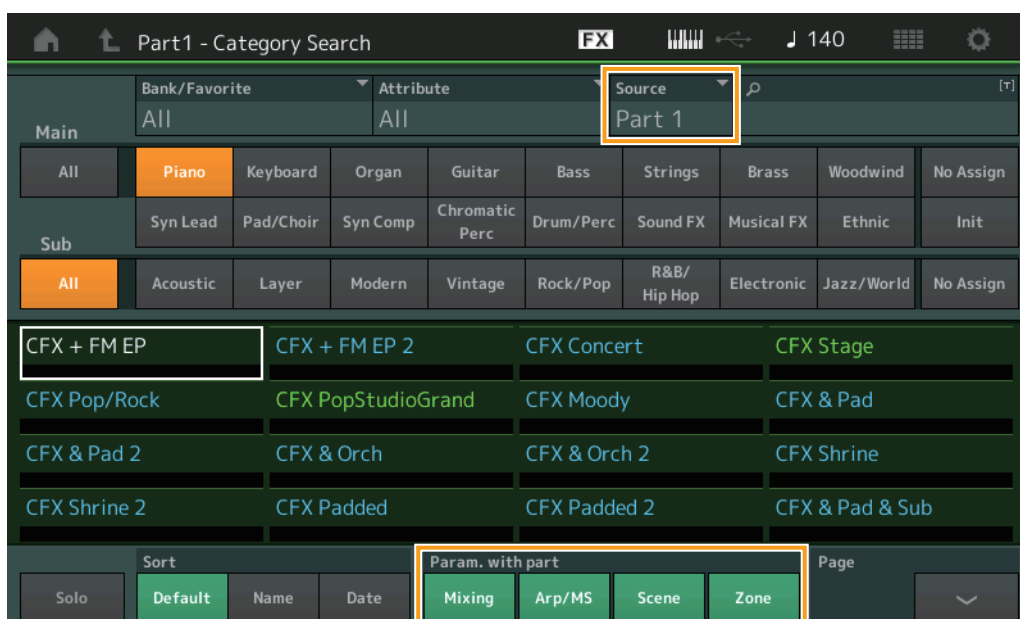 Part1 - Category Search FX 140
Bank/Favorite Attribute Source [T]
Main All All Part 1
All Piano Keyboard Organ Guitar Bass Strings Brass Woodwind No Assign
Syn Lead Pad/Choir Syn Comp Chromatic Perc Drum/Perc Sound FX Musical FX Ethnic Init
Sub
All Acoustic Layer Modern Vintage Rock/Pop R&B/ Hip Hop Electronic Jazz/World No Assign
CFX + FM EP CFX + FM EP 2 CFX Concert CFX Stage
CFX Pop/Rock CFX PopStudioGrand CFX Moody CFX & Pad
CFX & Pad 2 CFX & Orch CFX & Orch 2 CFX Shrine
CFX Shrine 2 CFX Padded CFX Padded 2 CFX & Pad & Sub
Sort Param. with part Page
Solo Default Name Date Mixing Arp/MS Scene Zone